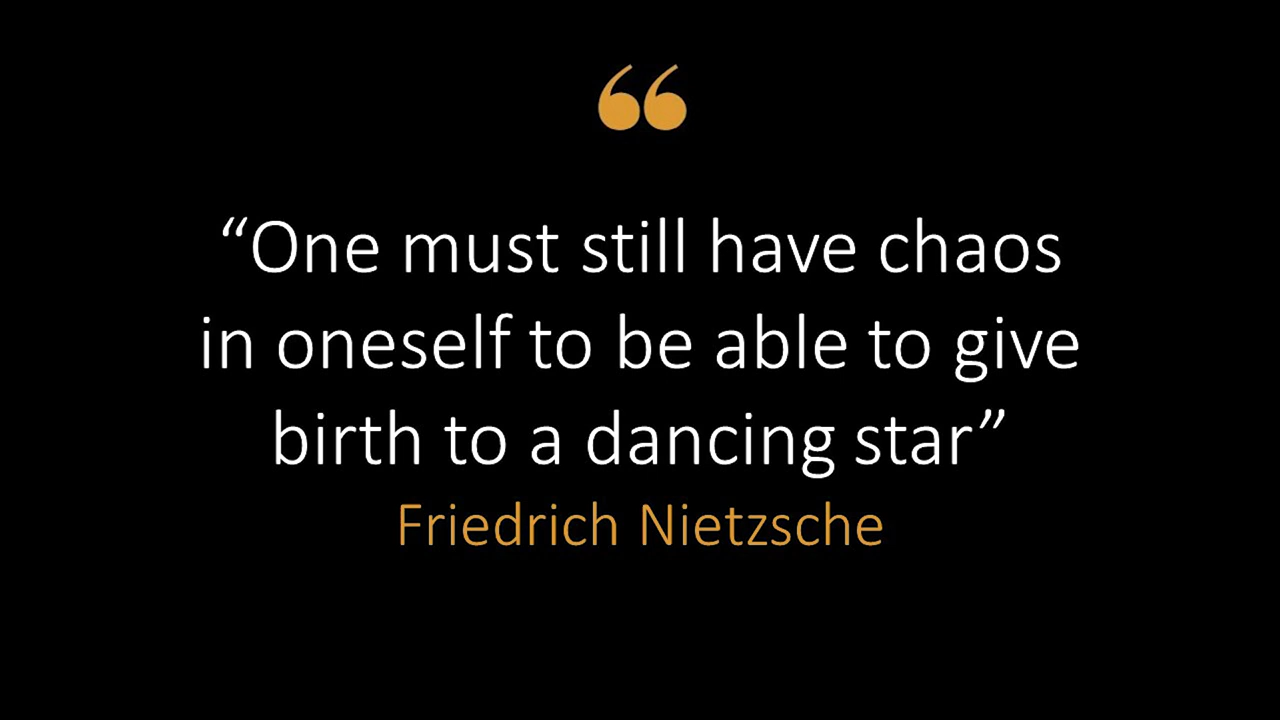 “
“One must still have chaos
in oneself to be able to give
birth to a dancing star”
Friedrich Nietzsche